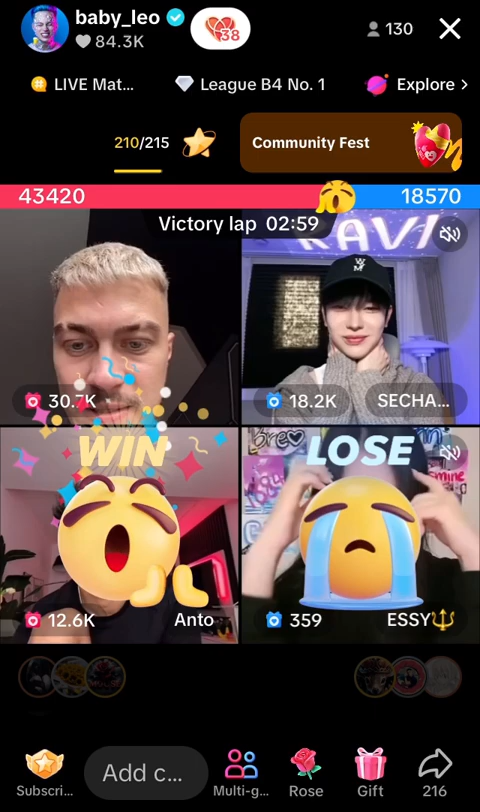 baby_leo
84.3K
38
130
LIVE Mat...
League B4 No. 1
Explore
210/215
Community Fest
43420
18570
Victory lap 02:59
RAVI
30.7K
18.2K
SECHA...
WIN
LOSE
12.6K
Anto
359
ESSY
Subscri...
Add c...
Multi-g...
Rose
Gift
216